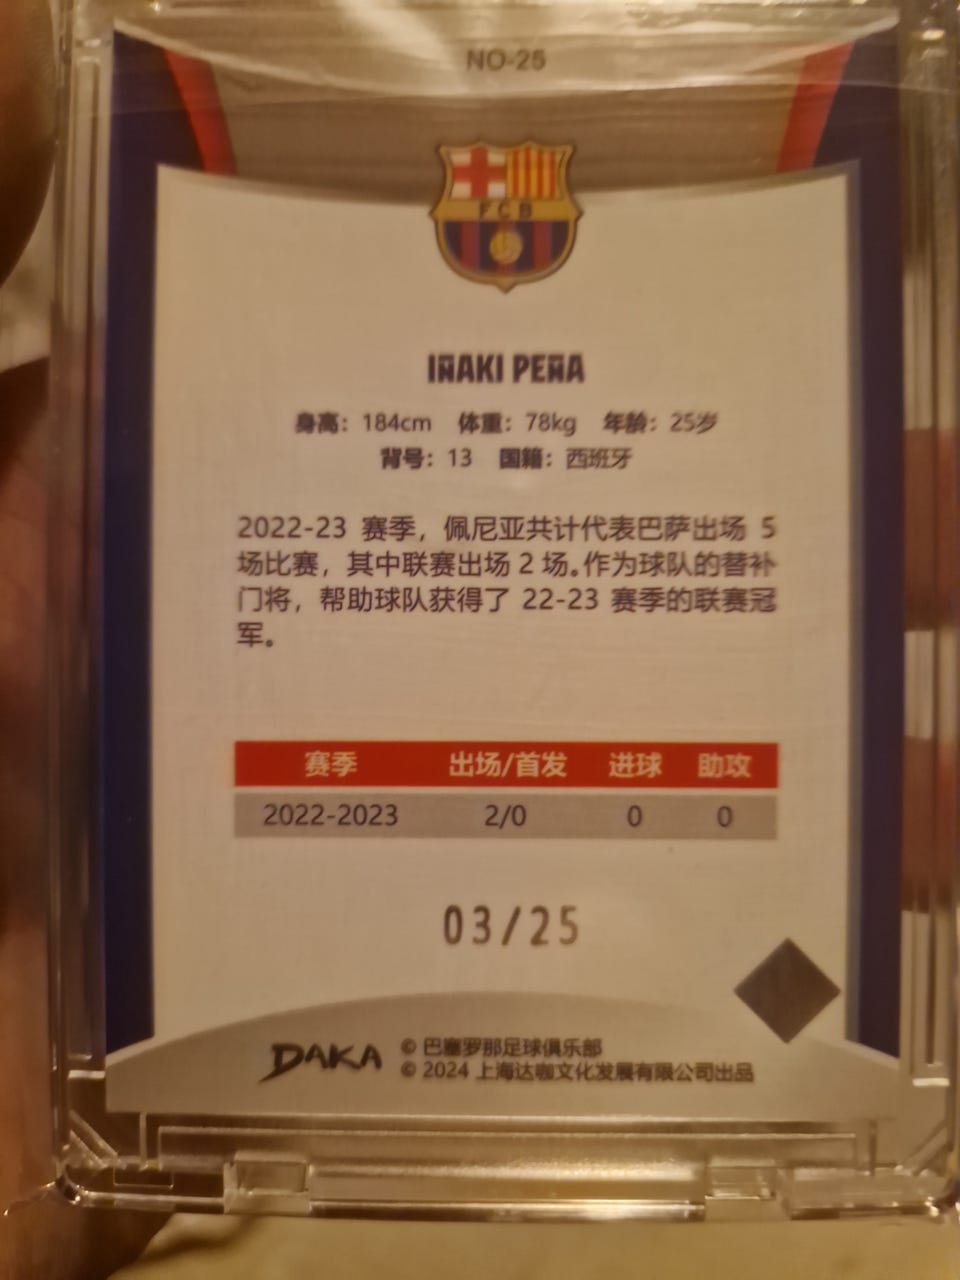 NO-25
FCB
IÑAKI PEÑA
身高：184cm 体重：78kg 年龄：25岁
背号：13 国籍：西班牙
2022-23 赛季，佩尼亚共计代表巴萨出场 5
场比赛，其中联赛出场 2 场。作为球队的替补
门将，帮助球队获得了 22-23 赛季的联赛冠
军。
赛季 出场/首发 进球 助攻
2022-2023 2/0 0 0
03/25
DAKA © 巴塞罗那足球俱乐部
© 2024 上海达咖文化发展有限公司出品